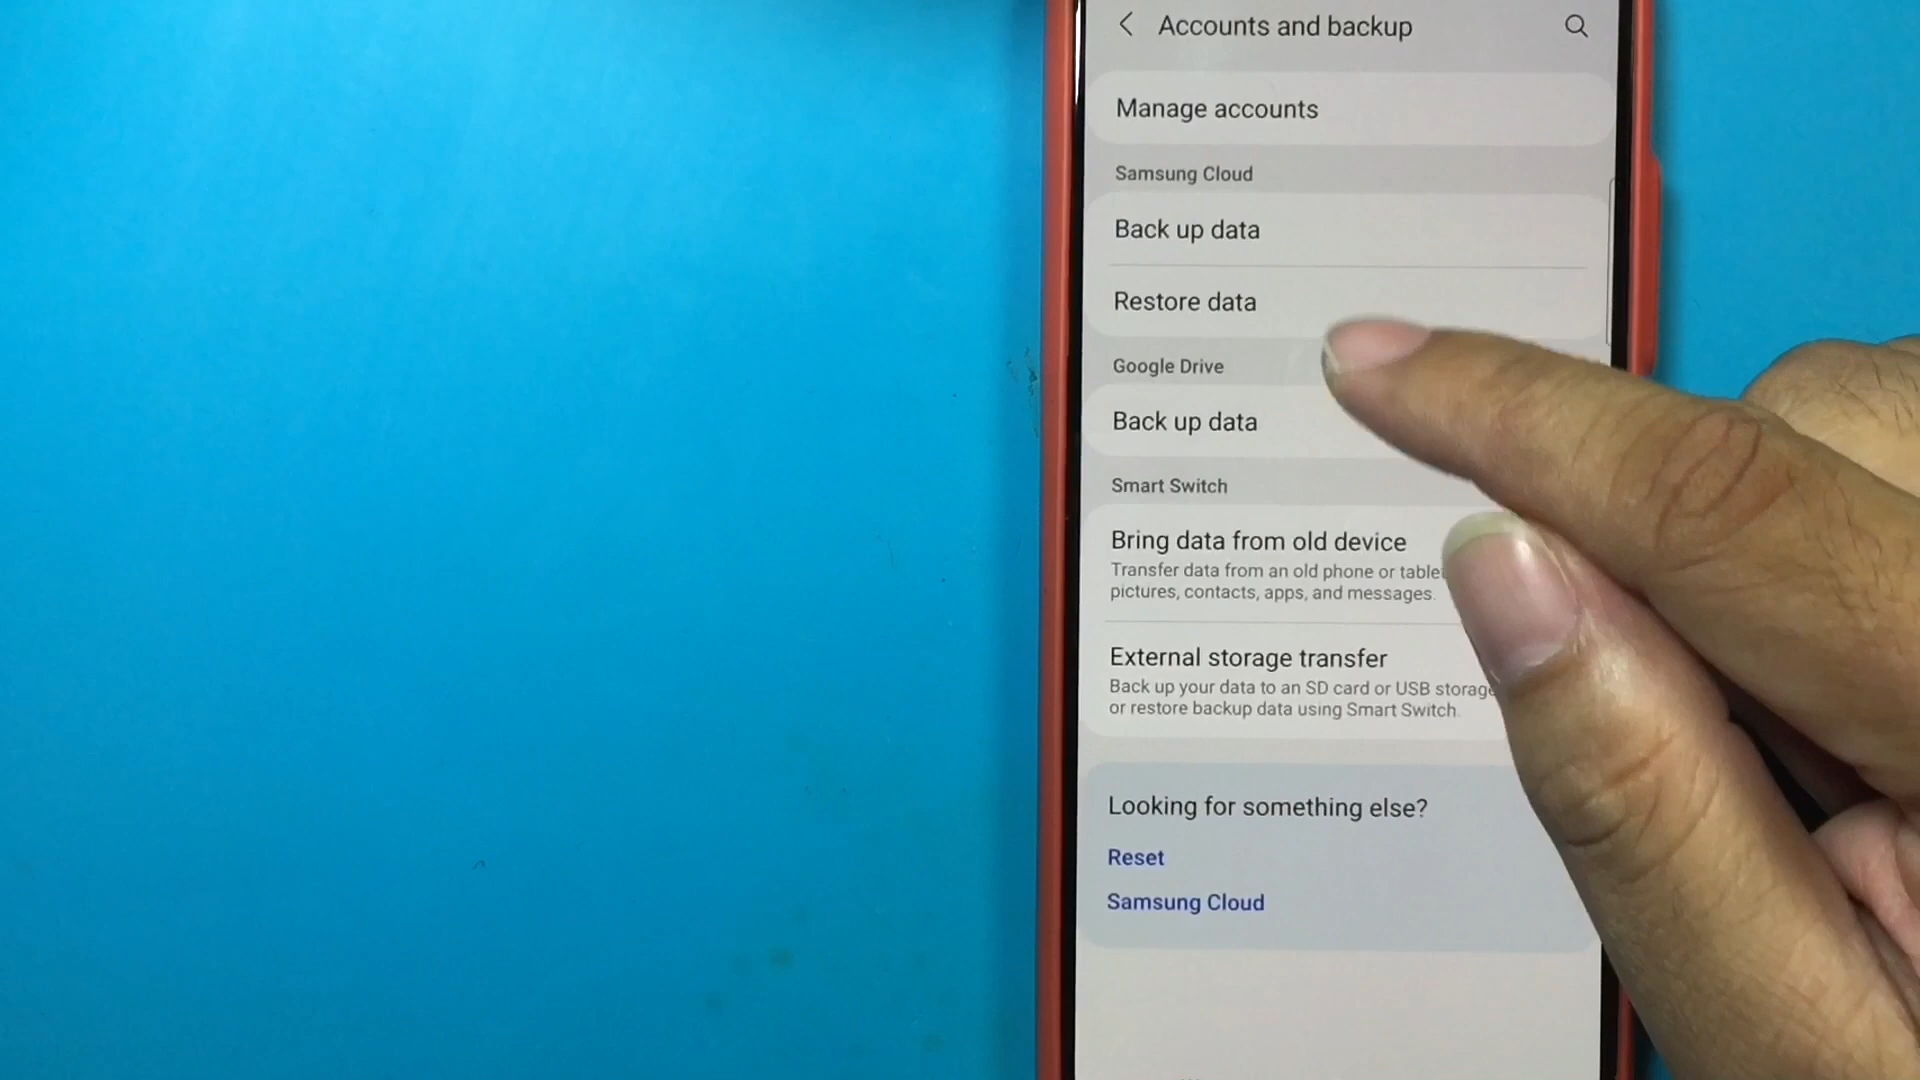 Accounts and backup
Manage accounts
Samsung Cloud
Back up data
Restore data
Google Drive
Back up data
Smart Switch
Bring data from old device
Transfer data from an old phone or tablet
pictures, contacts, apps, and messages.
External storage transfer
Back up your data to an SD card or USB storage
or restore backup data using Smart Switch.
Looking for something else?
Reset
Samsung Cloud